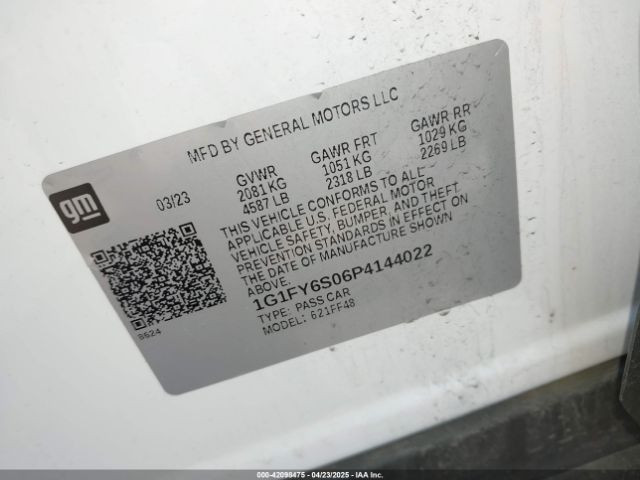 MFD BY GENERAL MOTORS LLC
gm
03/23
GVWR
2081 KG
4587 LB
GAWR FRT
1051 KG
2318 LB
GAWR RR
1029 KG
2269 LB
THIS VEHICLE CONFORMS TO ALL
APPLICABLE U.S. FEDERAL MOTOR
VEHICLE SAFETY, BUMPER, AND THEFT
PREVENTION STANDARDS IN EFFECT ON
THE DATE OF MANUFACTURE SHOWN
ABOVE.
1G1FY6S06P4144022
TYPE: PASS CAR
MODEL: 621FF48
8624
000-42098475 - 04/23/2025 - IAAI.COM